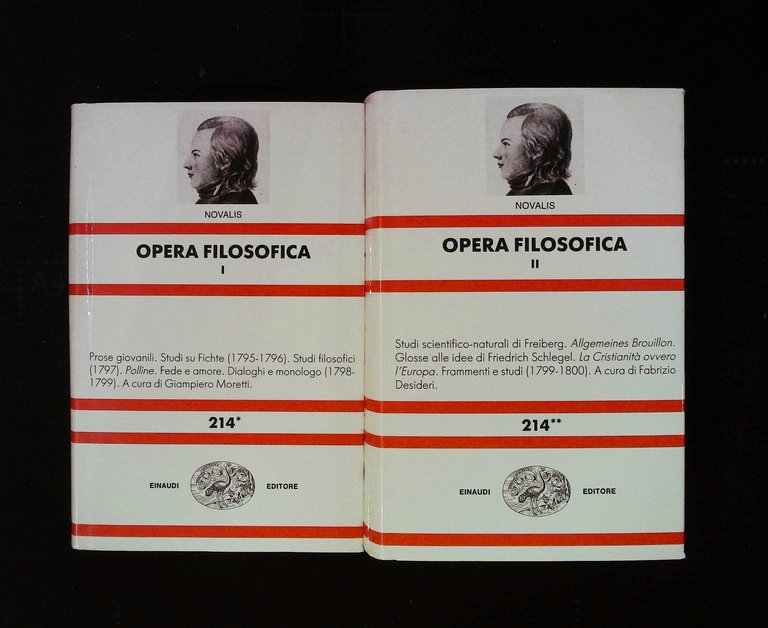 NOVALIS
OPERA FILOSOFICA
I
Prose giovanili. Studi su Fichte (1795-1796). Studi filosofici
(1797). Polline. Fede e amore. Dialoghi e monologo (1798-
1799). A cura di Giampiero Moretti.
214*
EINAUDI EDITORE
NOVALIS
OPERA FILOSOFICA
II
Studi scientifico-naturali di Freiberg. Allgemeines Brouillon.
Glosse alle idee di Friedrich Schlegel. La Cristianità ovvero
l'Europa. Frammenti e studi (1799-1800). A cura di Fabrizio
Desideri.
214**
EINAUDI EDITORE